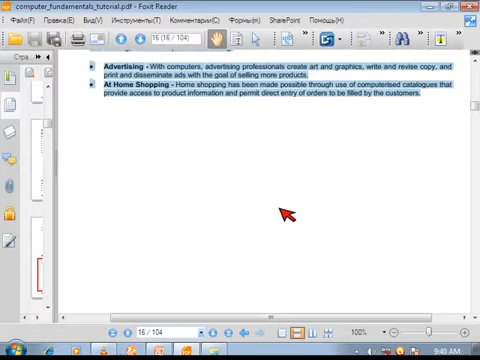 computer_fundamentals_tutorial.pdf - Foxit Reader
Файл(F) Правка(E) Вид(V) Инструменты(T) Комментарии(C) Формы(m) SharePoint Помощь(H)
16 (16 / 104)
Стра
Advertising - With computers, advertising professionals create art and graphics, write and revise copy, and
print and disseminate ads with the goal of selling more products.
At Home Shopping - Home shopping has been made possible through use of computerised catalogues that
provide access to product information and permit direct entry of orders to be filled by the customers.
16 / 104
100%
9:40 AM